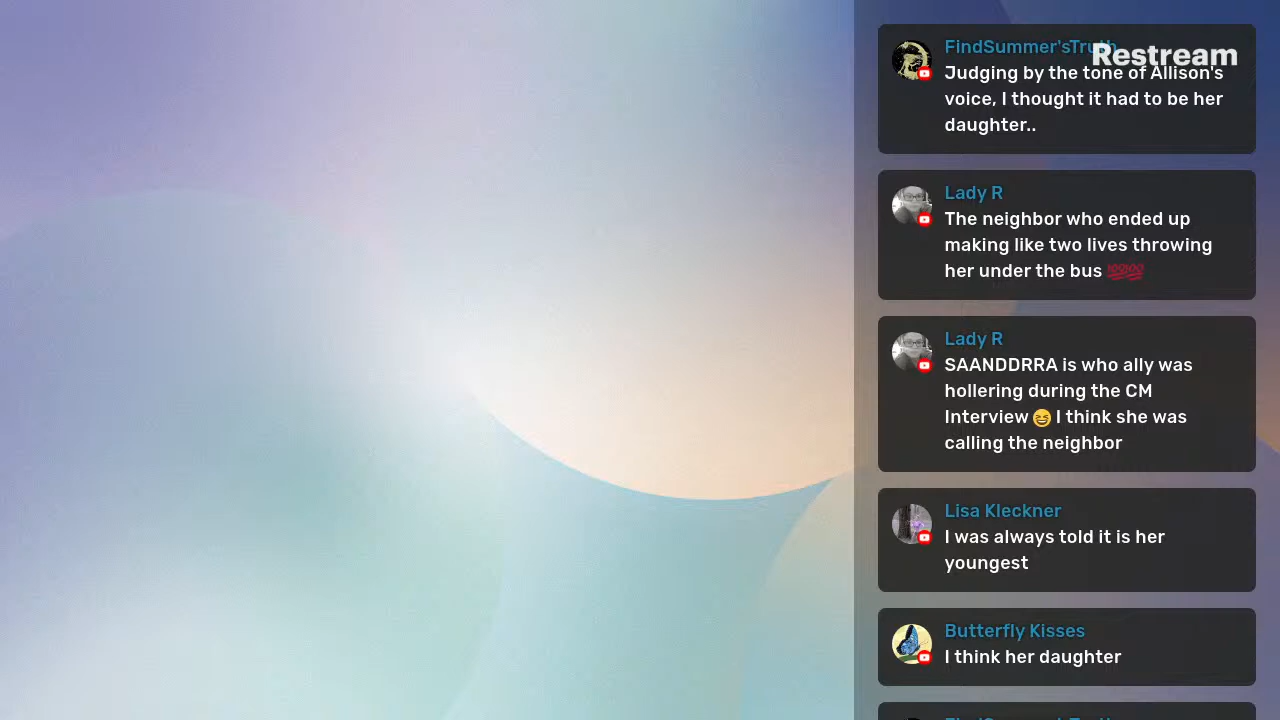 FindSummer'sTruth
Restream
Judging by the tone of Allison's
voice, I thought it had to be her
daughter..
Lady R
The neighbor who ended up
making like two lives throwing
her under the bus 💯💯
Lady R
SAANDDRRA is who ally was
hollering during the CM
Interview 😆 I think she was
calling the neighbor
Lisa Kleckner
I was always told it is her
youngest
Butterfly Kisses
I think her daughter